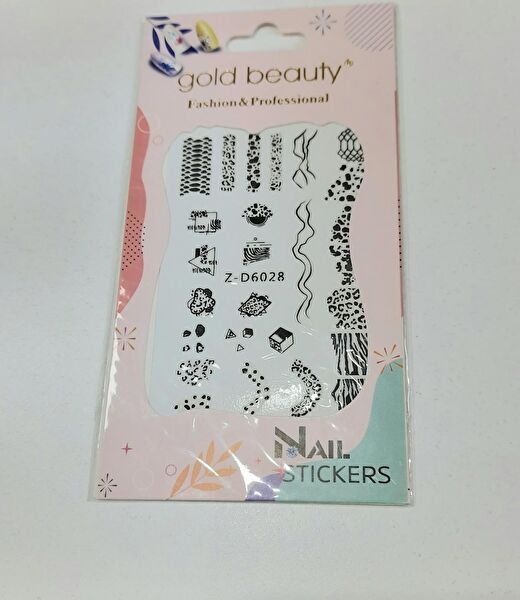 gold beauty
Fashion&Professional
Z-D6028
NAIL
STICKERS